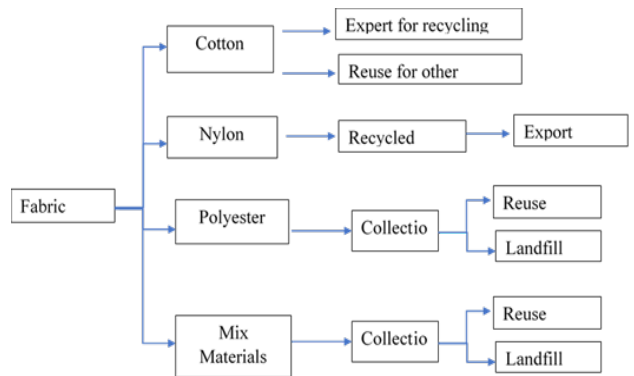 Expert for recycling
Cotton
Reuse for other
Nylon
Recycled
Export
Fabric
Polyester
Collectio
Reuse
Landfill
Mix
Materials
Collectio
Reuse
Landfill